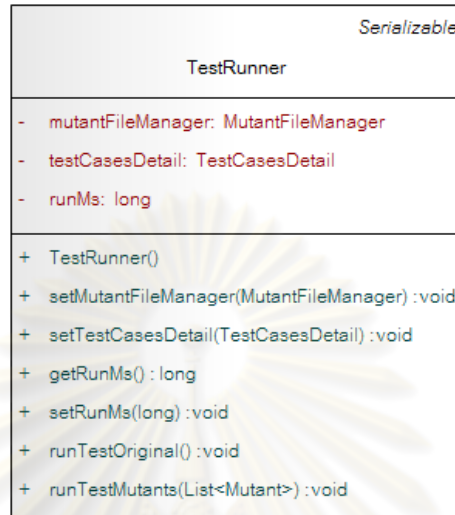 Serializable
TestRunner
- mutantFileManager: MutantFileManager
- testCasesDetail: TestCasesDetail
- runMs: long
+ TestRunner()
+ setMutantFileManager(MutantFileManager) :void
+ setTestCasesDetail(TestCasesDetail) :void
+ getRunMs() : long
+ setRunMs(long) :void
+ runTestOriginal() :void
+ runTestMutants(List<Mutant>) :void